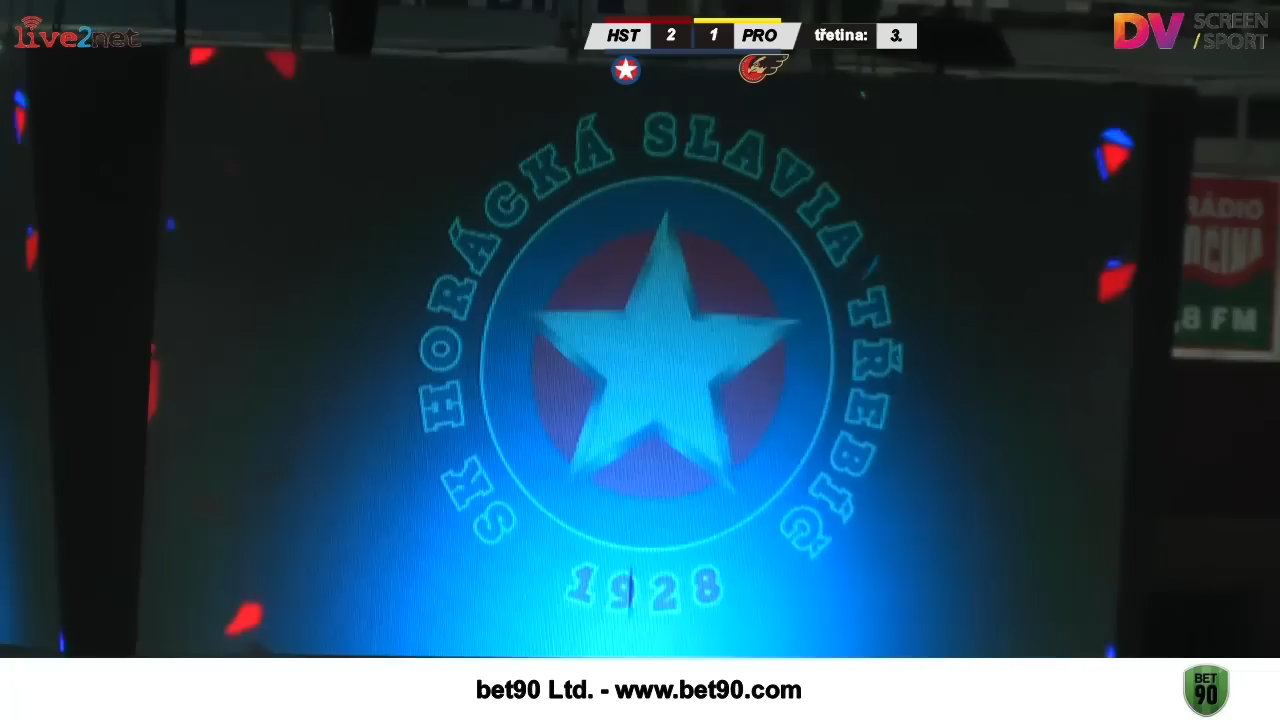 live2net
HST 2 1 PRO třetina: 3.
DV SCREEN
/SPORT
SK HORÁCKÁ SLAVIA TŘEBÍČ
1928
RÁDIO
8 FM
bet90 Ltd. - www.bet90.com
BET
90